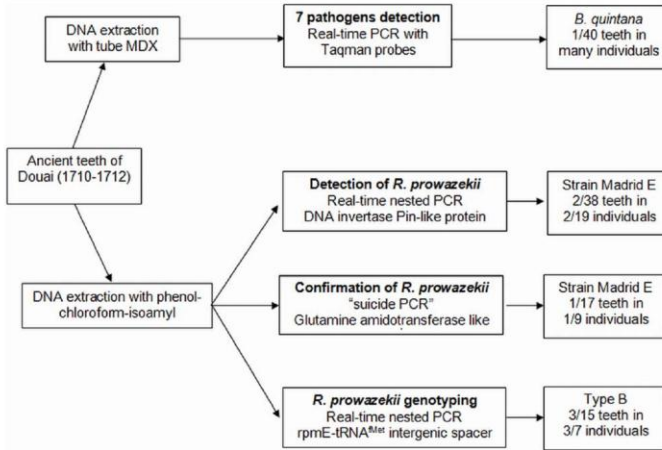 DNA extraction
with tube MDX
7 pathogens detection
Real-time PCR with
Taqman probes
B. quintana
1/40 teeth in
many individuals
Ancient teeth of
Douai (1710-1712)
Detection of R. prowazekii
Real-time nested PCR
DNA invertase Pin-like protein
Strain Madrid E
2/38 teeth in
2/19 individuals
DNA extraction with phenol-
chloroform-isoamyl
Confirmation of R. prowazekii
"suicide PCR"
Glutamine amidotransferase like
Strain Madrid E
1/17 teeth in
1/9 individuals
R. prowazekii genotyping
Real-time nested PCR
rpmE-tRNAfMet intergenic spacer
Type B
3/15 teeth in
3/7 individuals